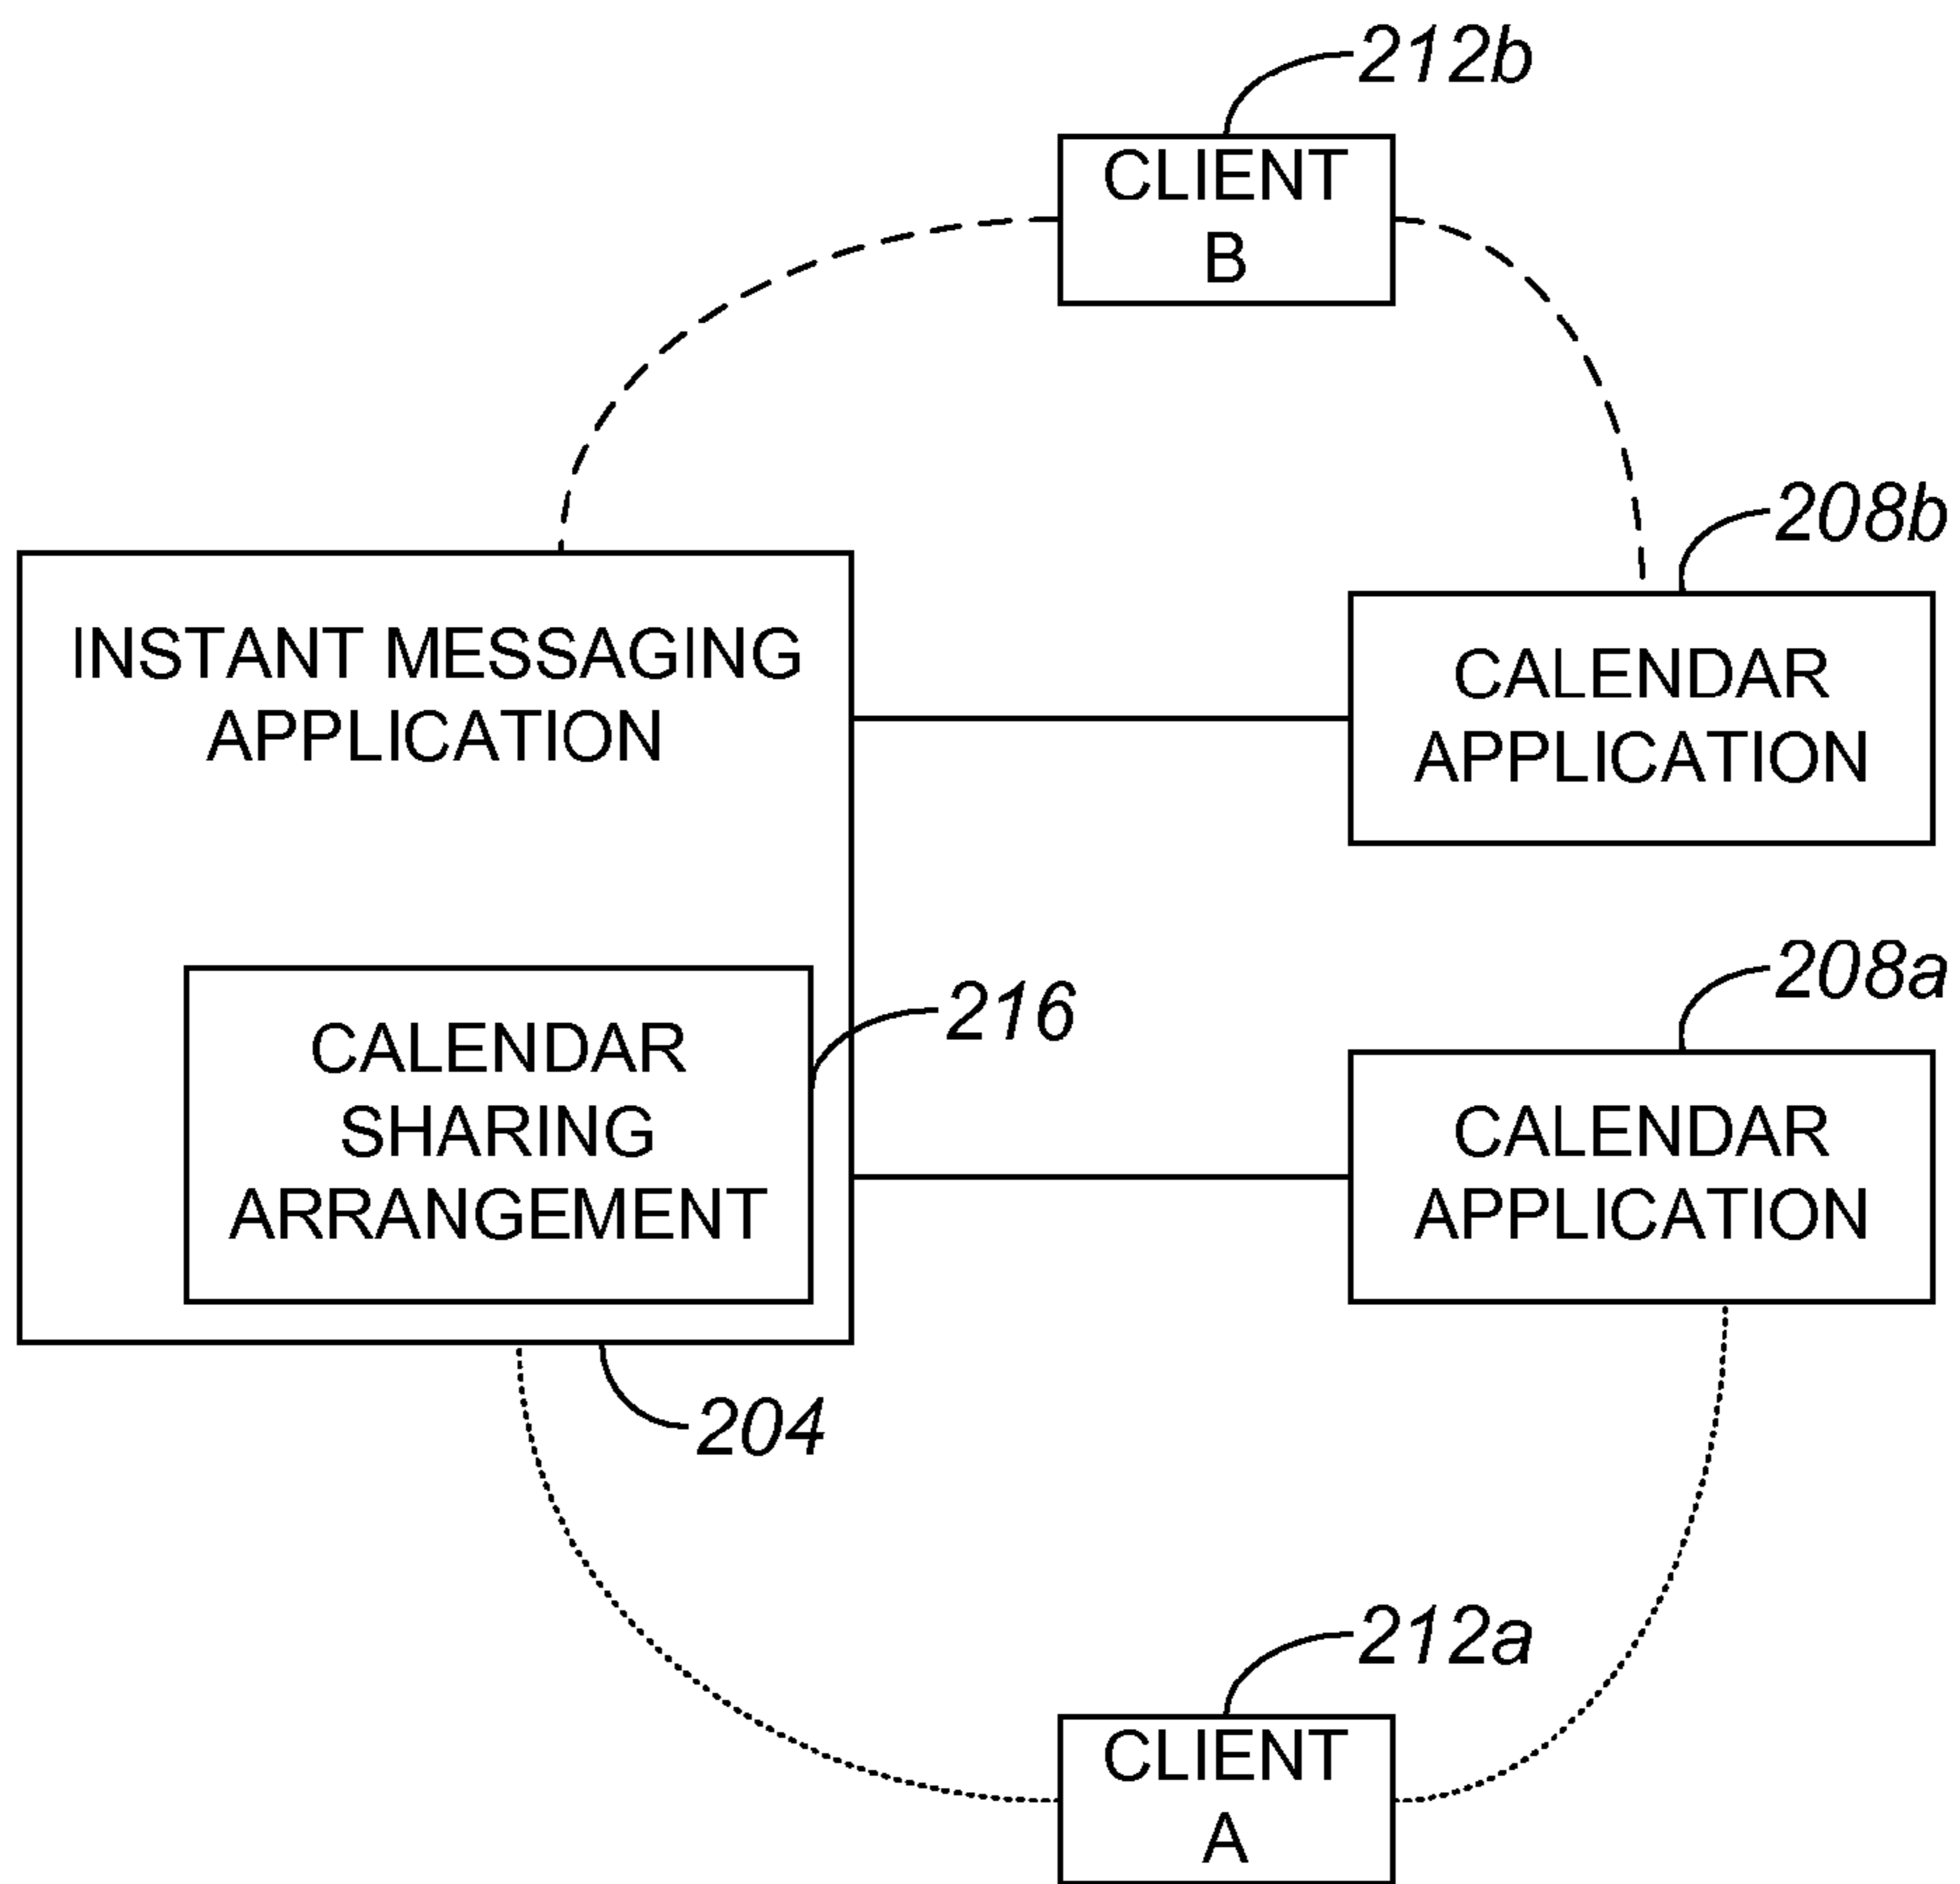 212b
CLIENT
B
208b
INSTANT MESSAGING
APPLICATION
CALENDAR
APPLICATION
208a
CALENDAR
SHARING
ARRANGEMENT
216
CALENDAR
APPLICATION
204
212a
CLIENT
A